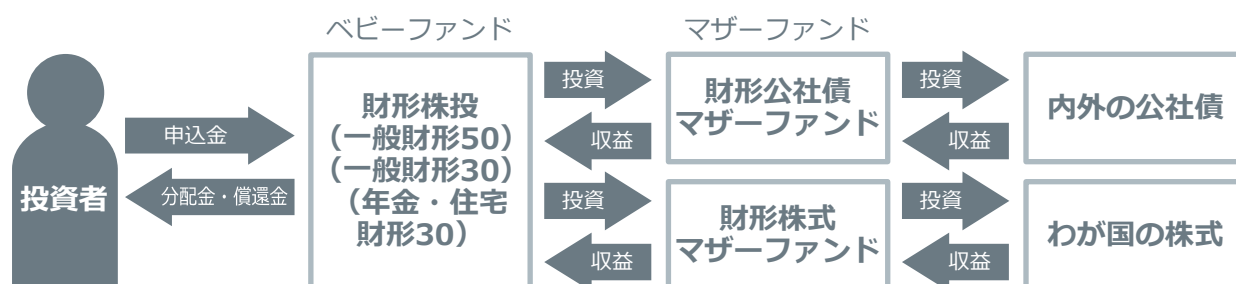 ベビーファンド
マザーファンド
投資者
申込金
分配金・償還金
財形株投
（一般財形50）
（一般財形30）
（年金・住宅
財形30）
投資
収益
投資
収益
財形公社債
マザーファンド
財形株式
マザーファンド
投資
収益
投資
収益
内外の公社債
わが国の株式